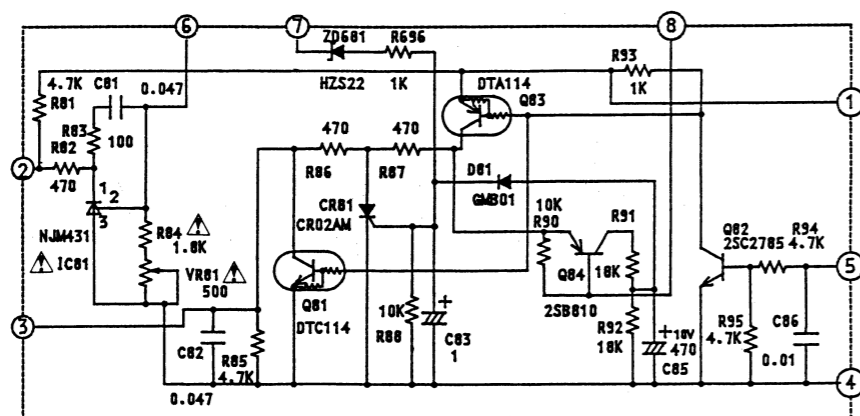 6
7
8
ZD681
R696
HZS22
1K
4.7K
R81
C81
0.047
R83
100
R82
470
2
1
2
3
NJM431
IC81
R84
1.8K
VR81
500
DTA114
Q83
R93
1K
1
470
R86
470
R87
CR81
CR02AM
D81
GMB01
10K
R90
R91
18K
Q84
2SB810
Q82
2SC2785
R94
4.7K
5
3
Q81
DTC114
10K
R88
C83
1
R92
18K
10V
470
C85
R95
4.7K
C86
0.01
C82
0.047
R85
4.7K
4